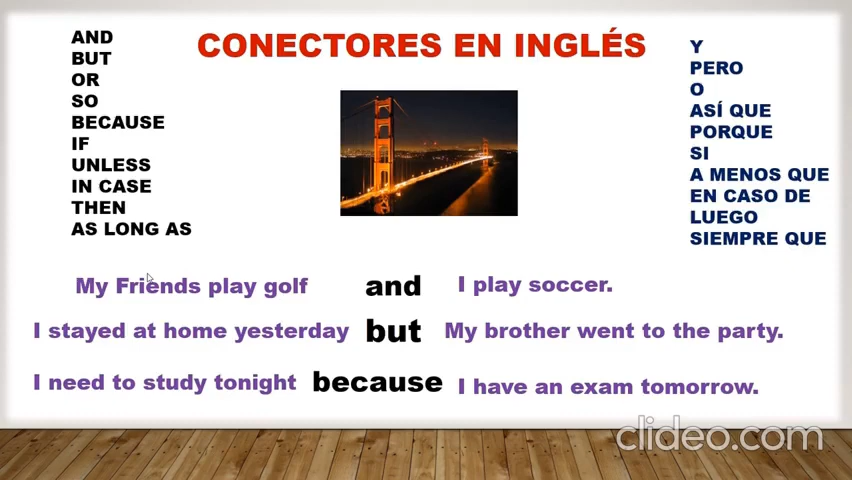 CONECTORES EN INGLÉS
AND
BUT
OR
SO
BECAUSE
IF
UNLESS
IN CASE
THEN
AS LONG AS
Y
PERO
O
ASÍ QUE
PORQUE
SI
A MENOS QUE
EN CASO DE
LUEGO
SIEMPRE QUE
My Friends play golf and I play soccer.
I stayed at home yesterday but My brother went to the party.
I need to study tonight because I have an exam tomorrow.
clideo.com